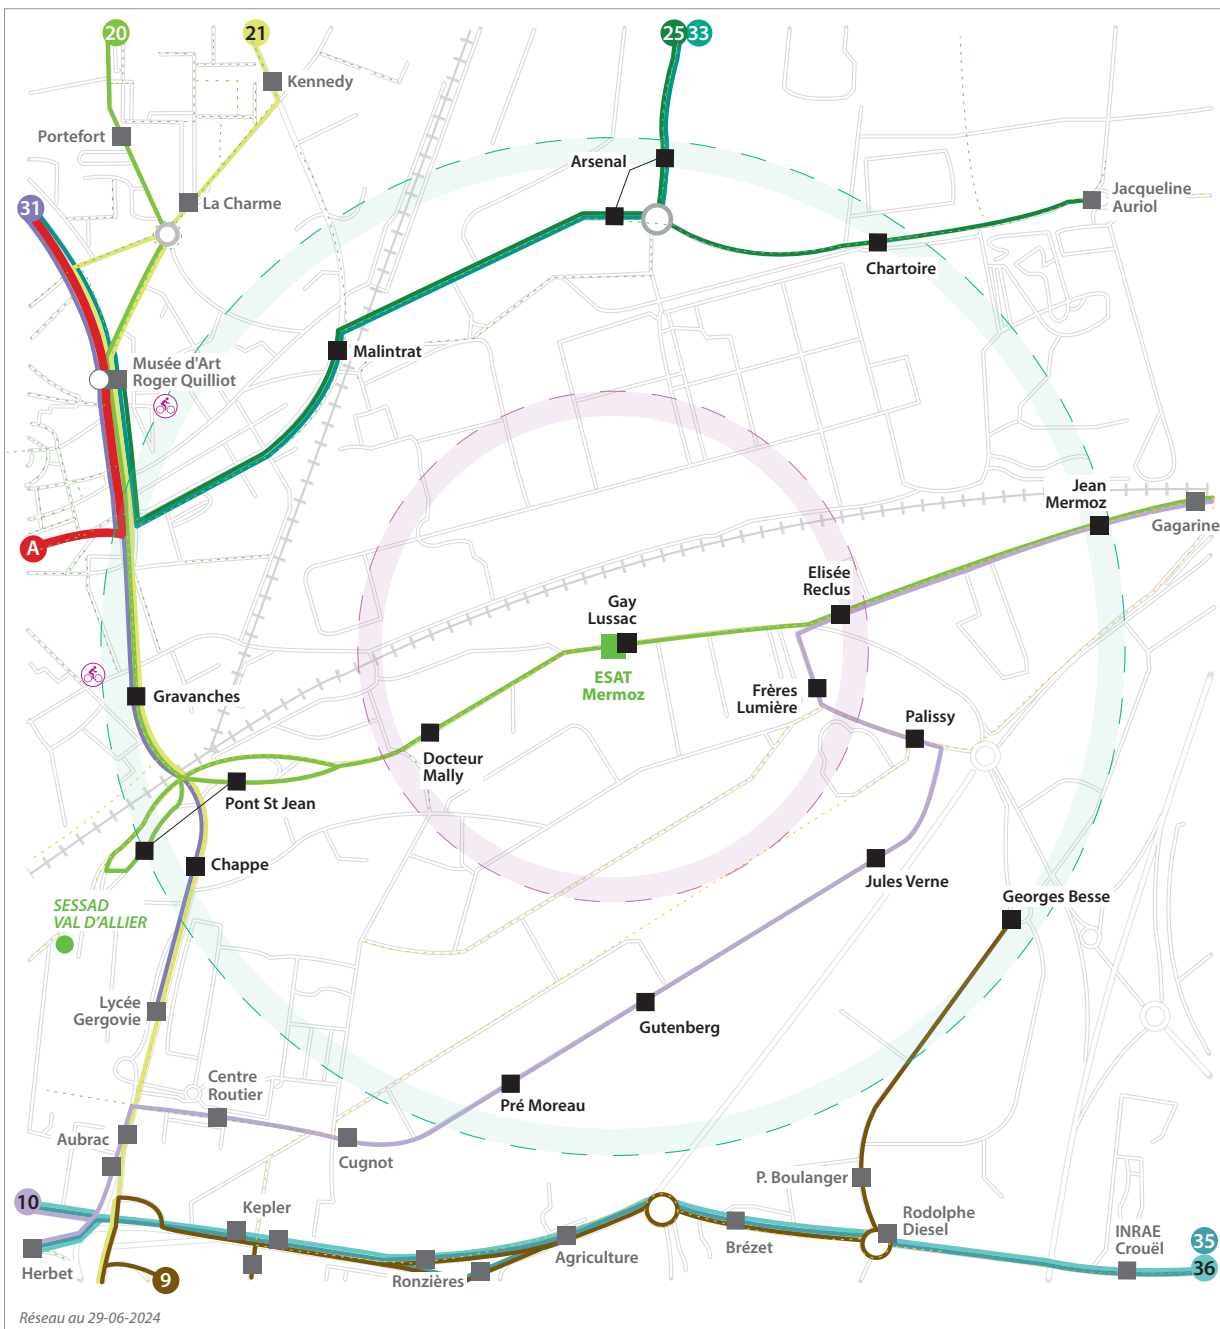 20
21
25
33
Kennedy
Portefort
Arsenal
La Charme
Jacqueline
Auriol
31
Chartoire
Malintrat
Musée d'Art
Roger Quilliot
Jean
Mermoz
Gagarine
A
Elisée
Reclus
Gay
Lussac
ESAT
Mermoz
Gravanches
Frères
Lumière
Palissy
Docteur
Mally
Pont St Jean
Chappe
Jules Verne
Georges Besse
SESSAD
VAL D'ALLIER
Lycée
Gergovie
Gutenberg
Centre
Routier
Pré Moreau
Aubrac
Cugnot
P. Boulanger
10
Kepler
Rodolphe
Diesel
INRAE
Crouël
35
36
Herbet
9
Ronzières
Agriculture
Brézet
Réseau au 29-06-2024